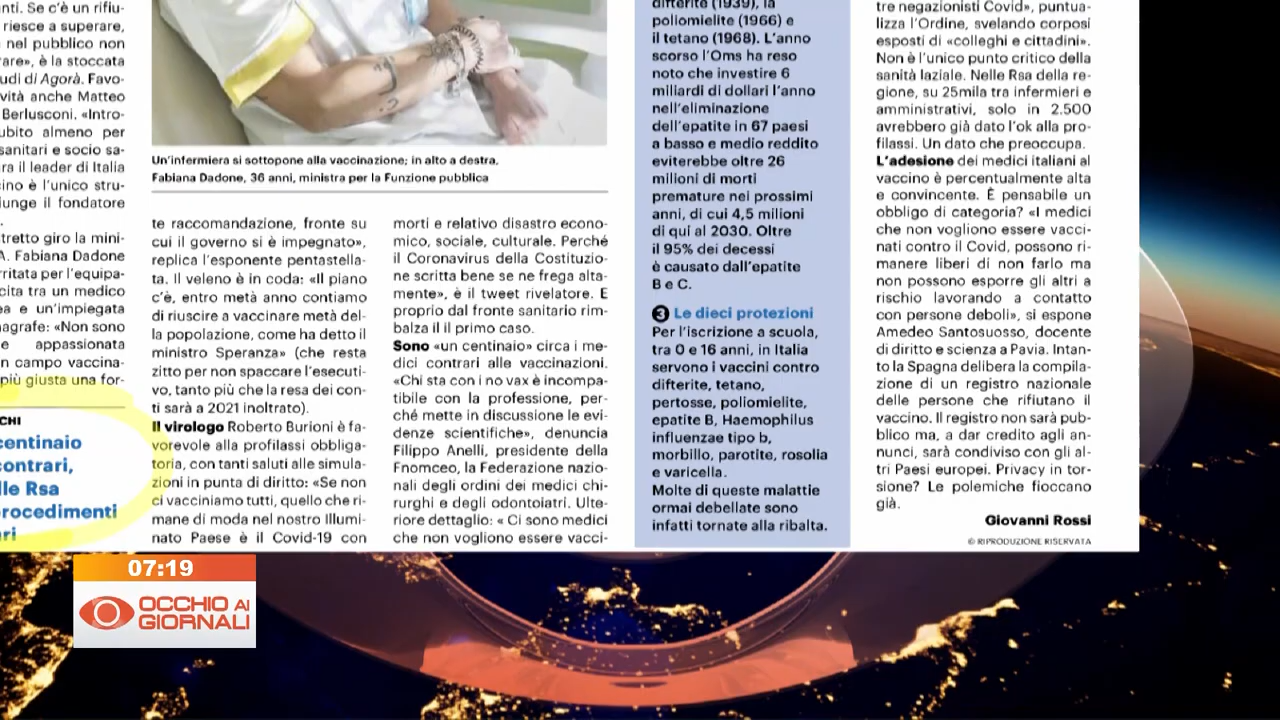 nti. Se c'è un rifiu-
riesce a superare,
nel pubblico non
rare», è la stoccata
udi di Agorà. Favo-
vità anche Matteo
Berlusconi. «Intro-
ubito almeno per
sanitari e socio sa-
ra il leader di Italia
ino è l'unico stru-
iunge il fondatore
.
tretto giro la mini-
A. Fabiana Dadone
rritata per l'equipa-
cita tra un medico
ea e un'impiegata
nagrafe: «Non sono
e appassionata
n campo vaccina-
più giusta una for-
CHI
centinaio
contrari,
lle Rsa
procedimenti
ri
Un'infermiera si sottopone alla vaccinazione; in alto a destra,
Fabiana Dadone, 36 anni, ministra per la Funzione pubblica
te raccomandazione, fronte su
cui il governo si è impegnato»,
replica l'esponente pentastella-
ta. Il veleno è in coda: «Il piano
c'è, entro metà anno contiamo
di riuscire a vaccinare metà del-
la popolazione, come ha detto il
ministro Speranza» (che resta
zitto per non spaccare l'esecuti-
vo, tanto più che la resa dei con-
ti sarà a 2021 inoltrato).
Il virologo Roberto Burioni è fa-
vorevole alla profilassi obbliga-
toria, con tanti saluti alle simula-
zioni in punta di diritto: «Se non
ci vacciniamo tutti, quello che ri-
mane di moda nel nostro Illumi-
nato Paese è il Covid-19 con
morti e relativo disastro econo-
mico, sociale, culturale. Perché
il Coronavirus della Costituzio-
ne scritta bene se ne frega alta-
mente», è il tweet rivelatore. E
proprio dal fronte sanitario rim-
balza il il primo caso.
Sono «un centinaio» circa i me-
dici contrari alle vaccinazioni.
«Chi sta con i no vax è incompa-
tibile con la professione, per-
ché mette in discussione le evi-
denze scientifiche», denuncia
Filippo Anelli, presidente della
Fnomceo, la Federazione nazio-
nali degli ordini dei medici chi-
rurghi e degli odontoiatri. Ulte-
riore dettaglio: « Ci sono medici
che non vogliono essere vacci-
difterite (1939), la
poliomielite (1966) e
il tetano (1968). L'anno
scorso l'Oms ha reso
noto che investire 6
miliardi di dollari l'anno
nell'eliminazione
dell'epatite in 67 paesi
a basso e medio reddito
eviterebbe oltre 26
milioni di morti
premature nei prossimi
anni, di cui 4,5 milioni
di qui al 2030. Oltre
il 95% dei decessi
è causato dall'epatite
B e C.
3 Le dieci protezioni
Per l'iscrizione a scuola,
tra 0 e 16 anni, in Italia
servono i vaccini contro
difterite, tetano,
pertosse, poliomielite,
epatite B, Haemophilus
influenzae tipo b,
morbillo, parotite, rosolia
e varicella.
Molte di queste malattie
ormai debellate sono
infatti tornate alla ribalta.
tre negazionisti Covid», puntua-
lizza l'Ordine, svelando corposi
esposti di «colleghi e cittadini».
Non è l'unico punto critico della
sanità laziale. Nelle Rsa della re-
gione, su 25mila tra infermieri e
amministrativi, solo in 2.500
avrebbero già dato l'ok alla pro-
filassi. Un dato che preoccupa.
L'adesione dei medici italiani al
vaccino è percentualmente alta
e convincente. È pensabile un
obbligo di categoria? «I medici
che non vogliono essere vacci-
nati contro il Covid, possono ri-
manere liberi di non farlo ma
non possono esporre gli altri a
rischio lavorando a contatto
con persone deboli», si espone
Amedeo Santosuosso, docente
di diritto e scienza a Pavia. Intan-
to la Spagna delibera la compila-
zione di un registro nazionale
delle persone che rifiutano il
vaccino. Il registro non sarà pub-
blico ma, a dar credito agli an-
nunci, sarà condiviso con gli al-
tri Paesi europei. Privacy in tor-
sione? Le polemiche fioccano
già.
Giovanni Rossi
© RIPRODUZIONE RISERVATA
07:19
OCCHIO AI
GIORNALI